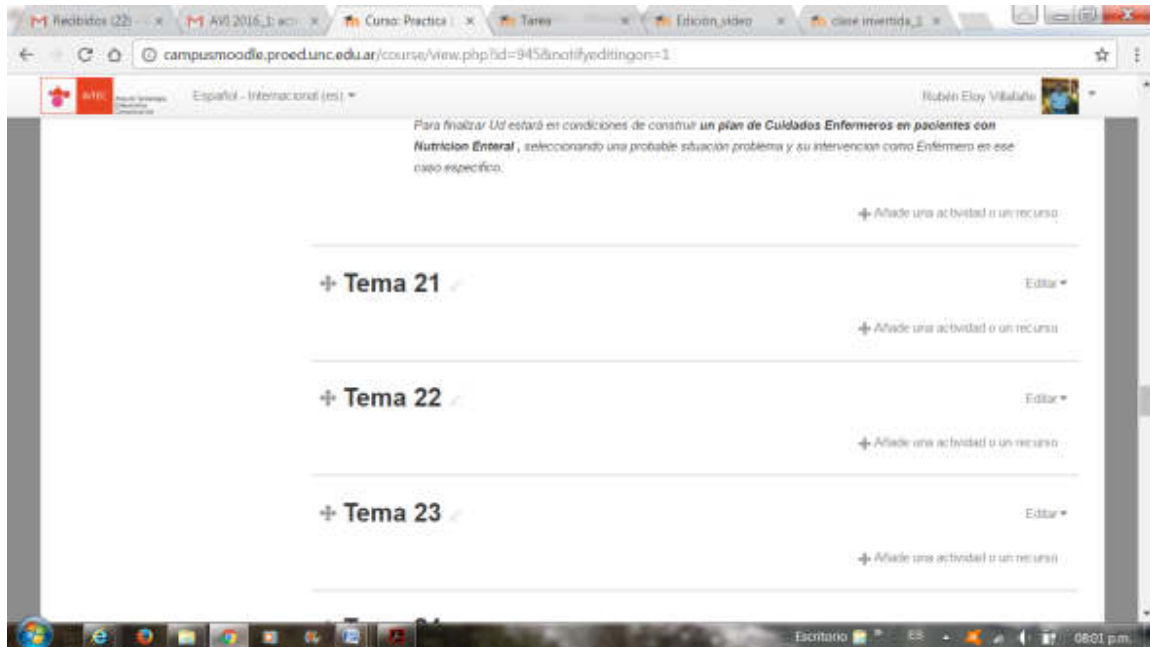 Recibidos (22)
AVI 2016_1: acti
Curso: Practica
Tarea
Edición_video
clase invertida_1
campusmoodle.proed.unc.edu.ar/course/view.php?id=945&notifyeditingon=1
Español - Internacional (es)
Rubén Eloy Villafañe
Para finalizar Ud estará en condiciones de construir un plan de Cuidados Enfermeros en pacientes con
Nutricion Enteral , seleccionando una probable situación problema y su intervencion como Enfermero en ese
caso especifico.
Añade una actividad o un recurso
Tema 21
Editar
Añade una actividad o un recurso
Tema 22
Editar
Añade una actividad o un recurso
Tema 23
Editar
Añade una actividad o un recurso
Escritorio
ES
08:01 p.m.